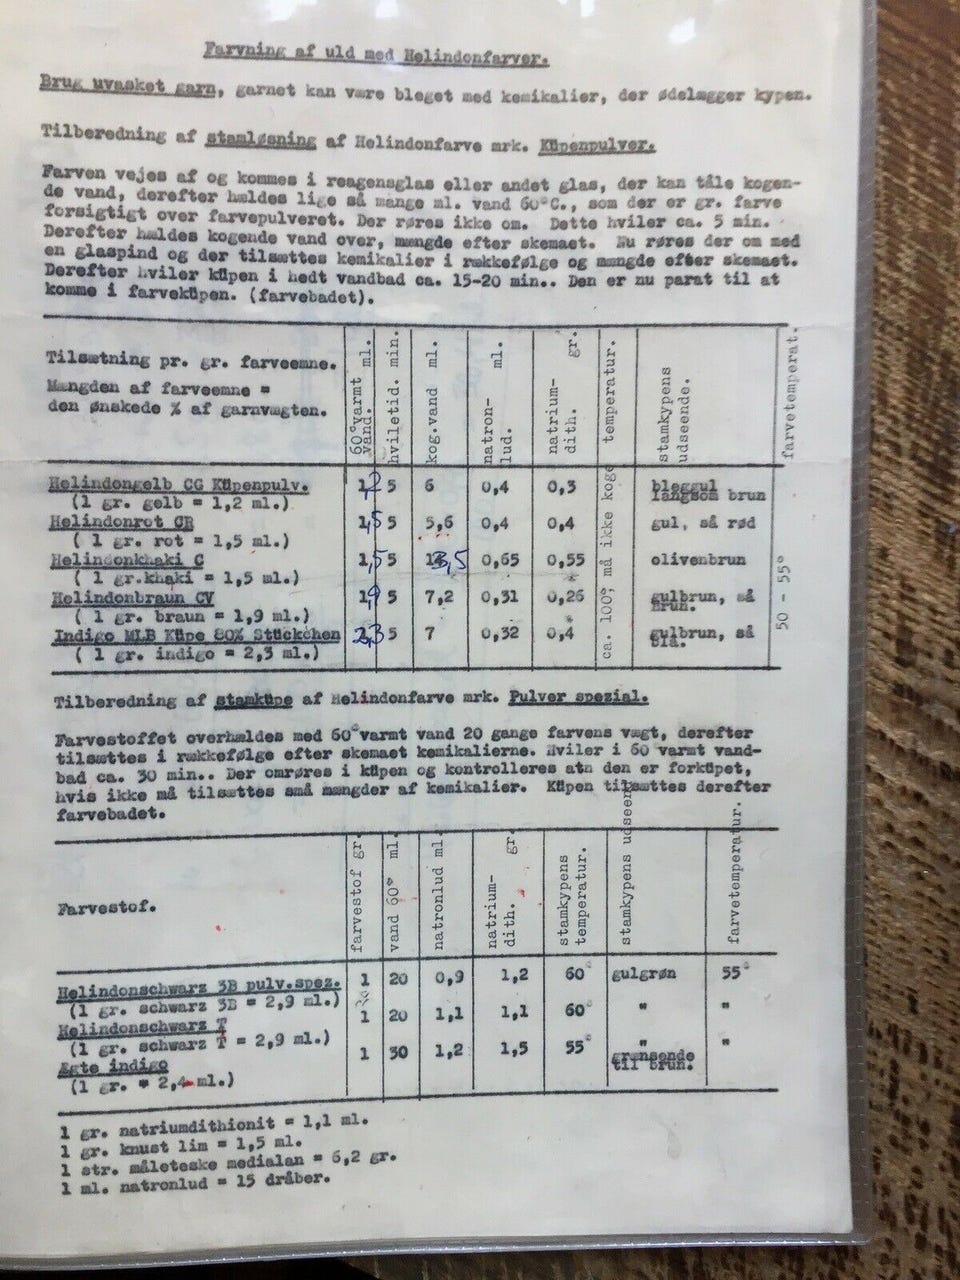 Farvning af uld med Helindonfarver.
Brug uvasket garn, garnet kan være bleget med kemikalier, der ødelægger kypen.
Tilberedning af stamløsning af Helindonfarve mrk. Küpenpulver.
Farven vejes af og kommes i reagensglas eller andet glas, der kan tåle kogen-
de vand, derefter hældes lige så mange ml. vand 60°C., som der er gr. farve
forsigtigt over farvepulveret. Der røres ikke om. Dette hviler ca. 5 min.
Derefter hældes kogende vand over, mængde efter skemaet. Nu røres der om med
en glaspind og der tilsættes kemikalier i rækkefølge og mængde efter skemaet.
Derefter hviler küpen i hedt vandbad ca. 15-20 min.. Den er nu parat til at
komme i farveküpen. (farvebadet).
Tilsætning pr. gr. farveemne.
Mængden af farveemne =
den ønskede % af garnvægten.
60°varmt vand. ml.
hviletid. min.
kog.vand ml.
natron-lud. ml.
natrium-dith. gr.
temperatur.
stamkypens udseende.
farvetemperat.
Helindongelb CG Küpenpulv. 1,2 5 6 0,4 0,3 bleggul langsom brun
(1 gr. gelb = 1,2 ml.)
Helindonrot CR 1,5 5 5,6 0,4 0,4 gul, så rød
( 1 gr. rot = 1,5 ml.)
Helindonkhaki C 1,5 5 13,5 0,65 0,55 olivenbrun
( 1 gr.khaki = 1,5 ml.)
Helindonbraun CV 1,9 5 7,2 0,31 0,26 gulbrun, så brun.
( 1 gr. braun = 1,9 ml.)
Indigo MLB Küpe 80% Stückchen 2,3 5 7 0,32 0,4 gulbrun, så bla.
( 1 gr. indigo = 2,3 ml.)
ca. 100°, må ikke koge
50 - 55°
Tilberedning af stamküpe af Helindonfarve mrk. Pulver spezial.
Farvestoffet overhældes med 60°varmt vand 20 gange farvens vægt, derefter
tilsættes i rækkefølge efter skemaet kemikalierne. Hviler i 60 varmt vand-
bad ca. 30 min.. Der omrøres i küpen og kontrolleres atn den er forküpet,
hvis ikke må tilsættes små mængder af kemikalier. Küpen tilsættes derefter
farvebadet.
Farvestof.
farvestof gr.
vand 60° ml.
natronlud ml.
natrium-dith. gr.
stamkypens temperatur.
stamkypens udseen
farvetemperatur.
Helindonschwarz 3B pulv.spez. 1 20 0,9 1,2 60° gulgrøn 55°
(1 gr. schwarz 3B = 2,9 ml.)
Helindonschwarz T 1 20 1,1 1,1 60° " "
(1 gr. schwarz T = 2,9 ml.)
Ægte indigo 1 30 1,2 1,5 55° " grænsende til brun. "
(1 gr. = 2,4 ml.)
1 gr. natriumdithionit = 1,1 ml.
1 gr. knust lim = 1,5 ml.
1 str. måleteske medialan = 6,2 gr.
1 ml. natronlud = 15 dråber.